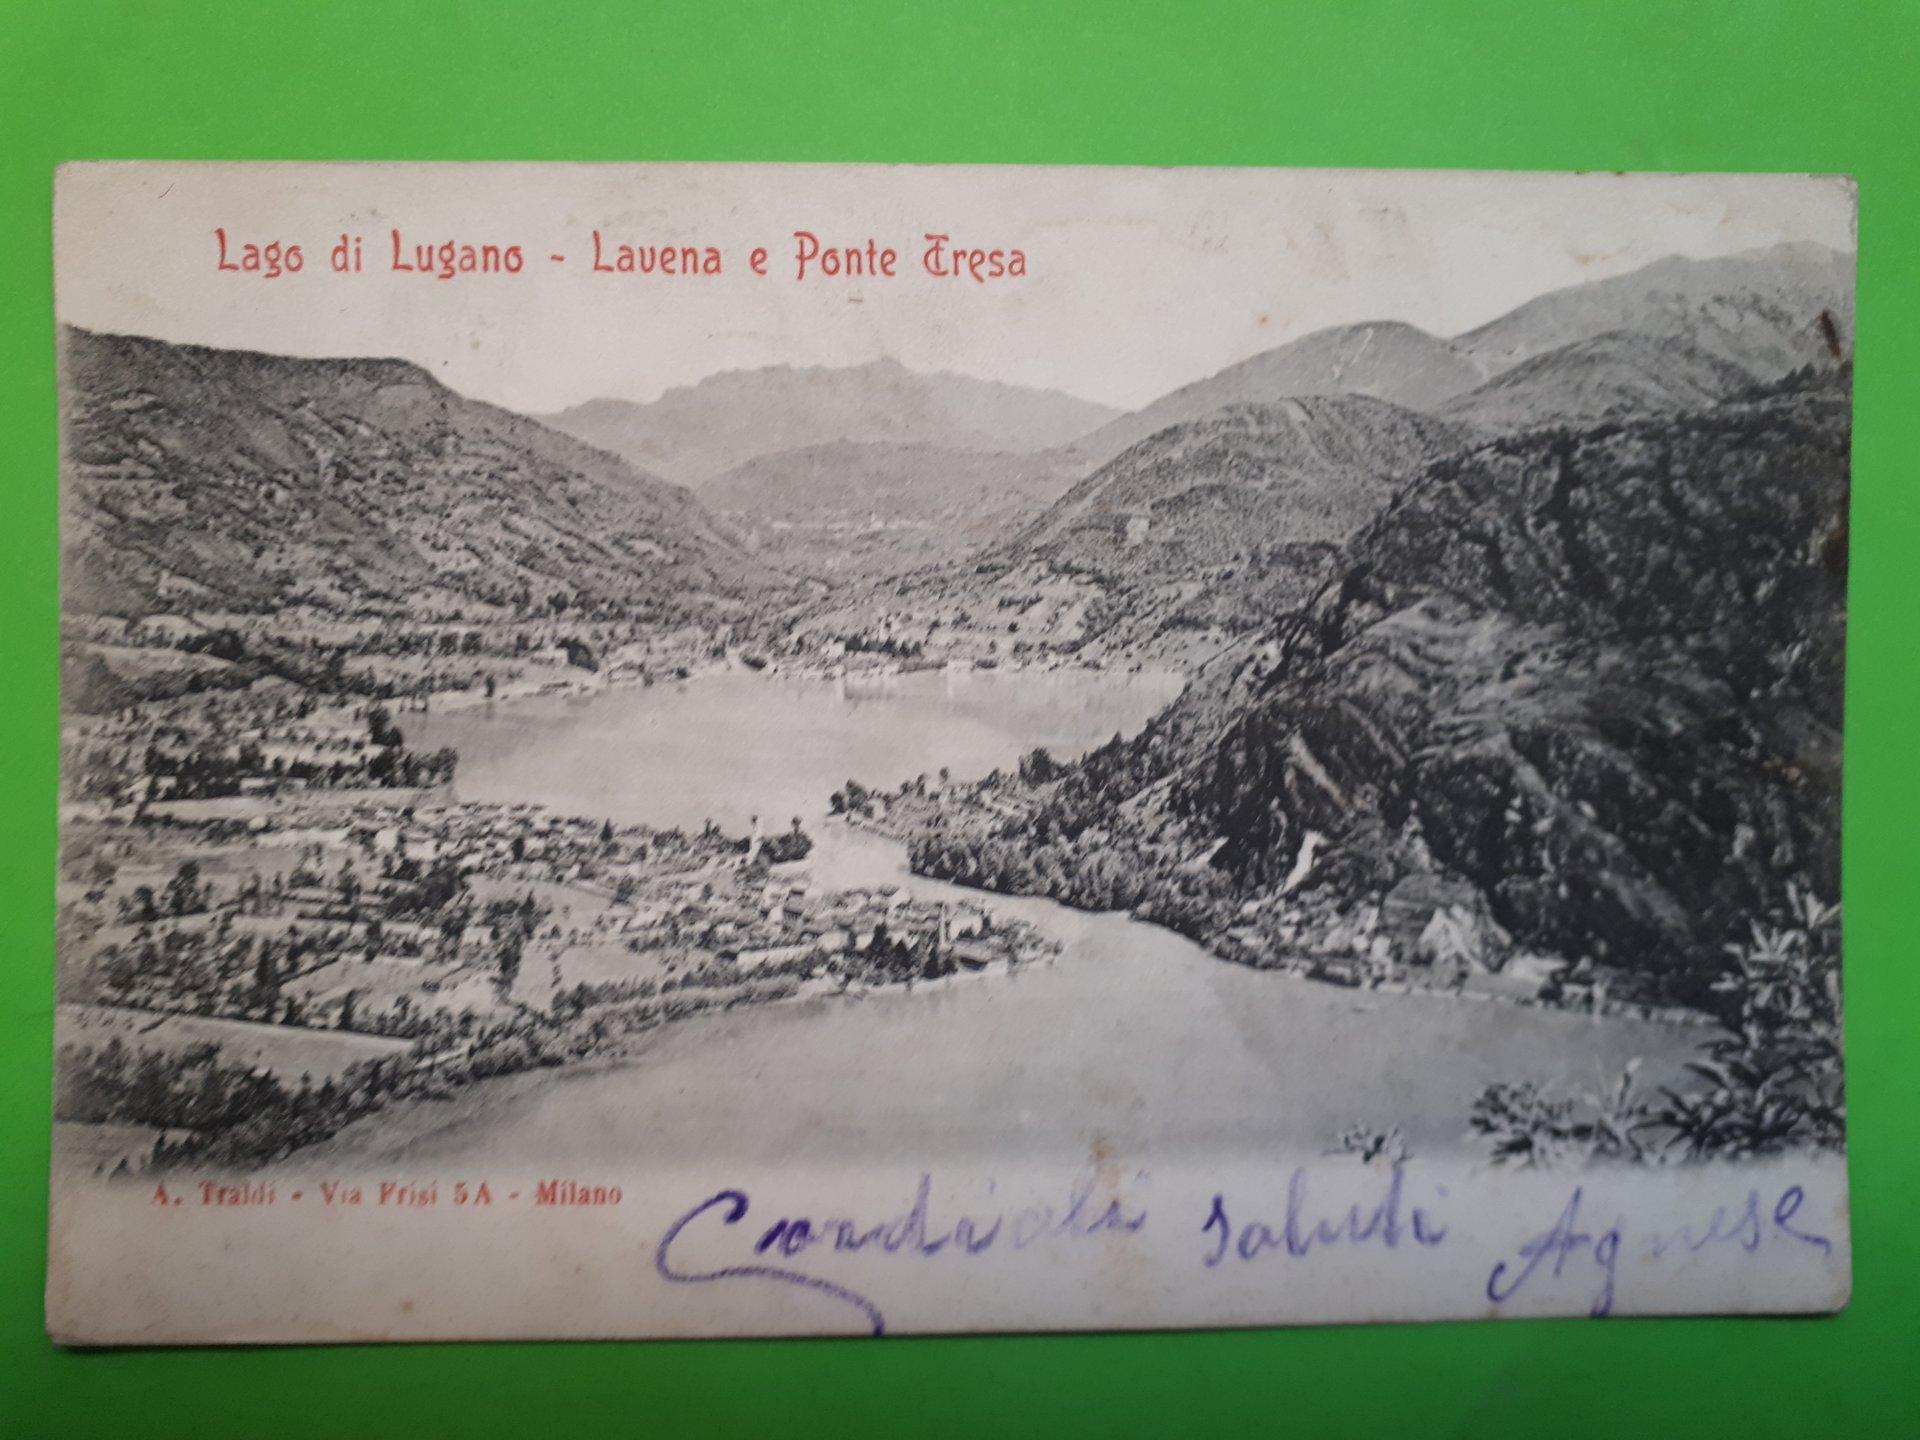 Lago di Lugano - Lavena e Ponte Tresa
A. Traldi - Via Frisi 5A - Milano
Cordiali saluti Agnese